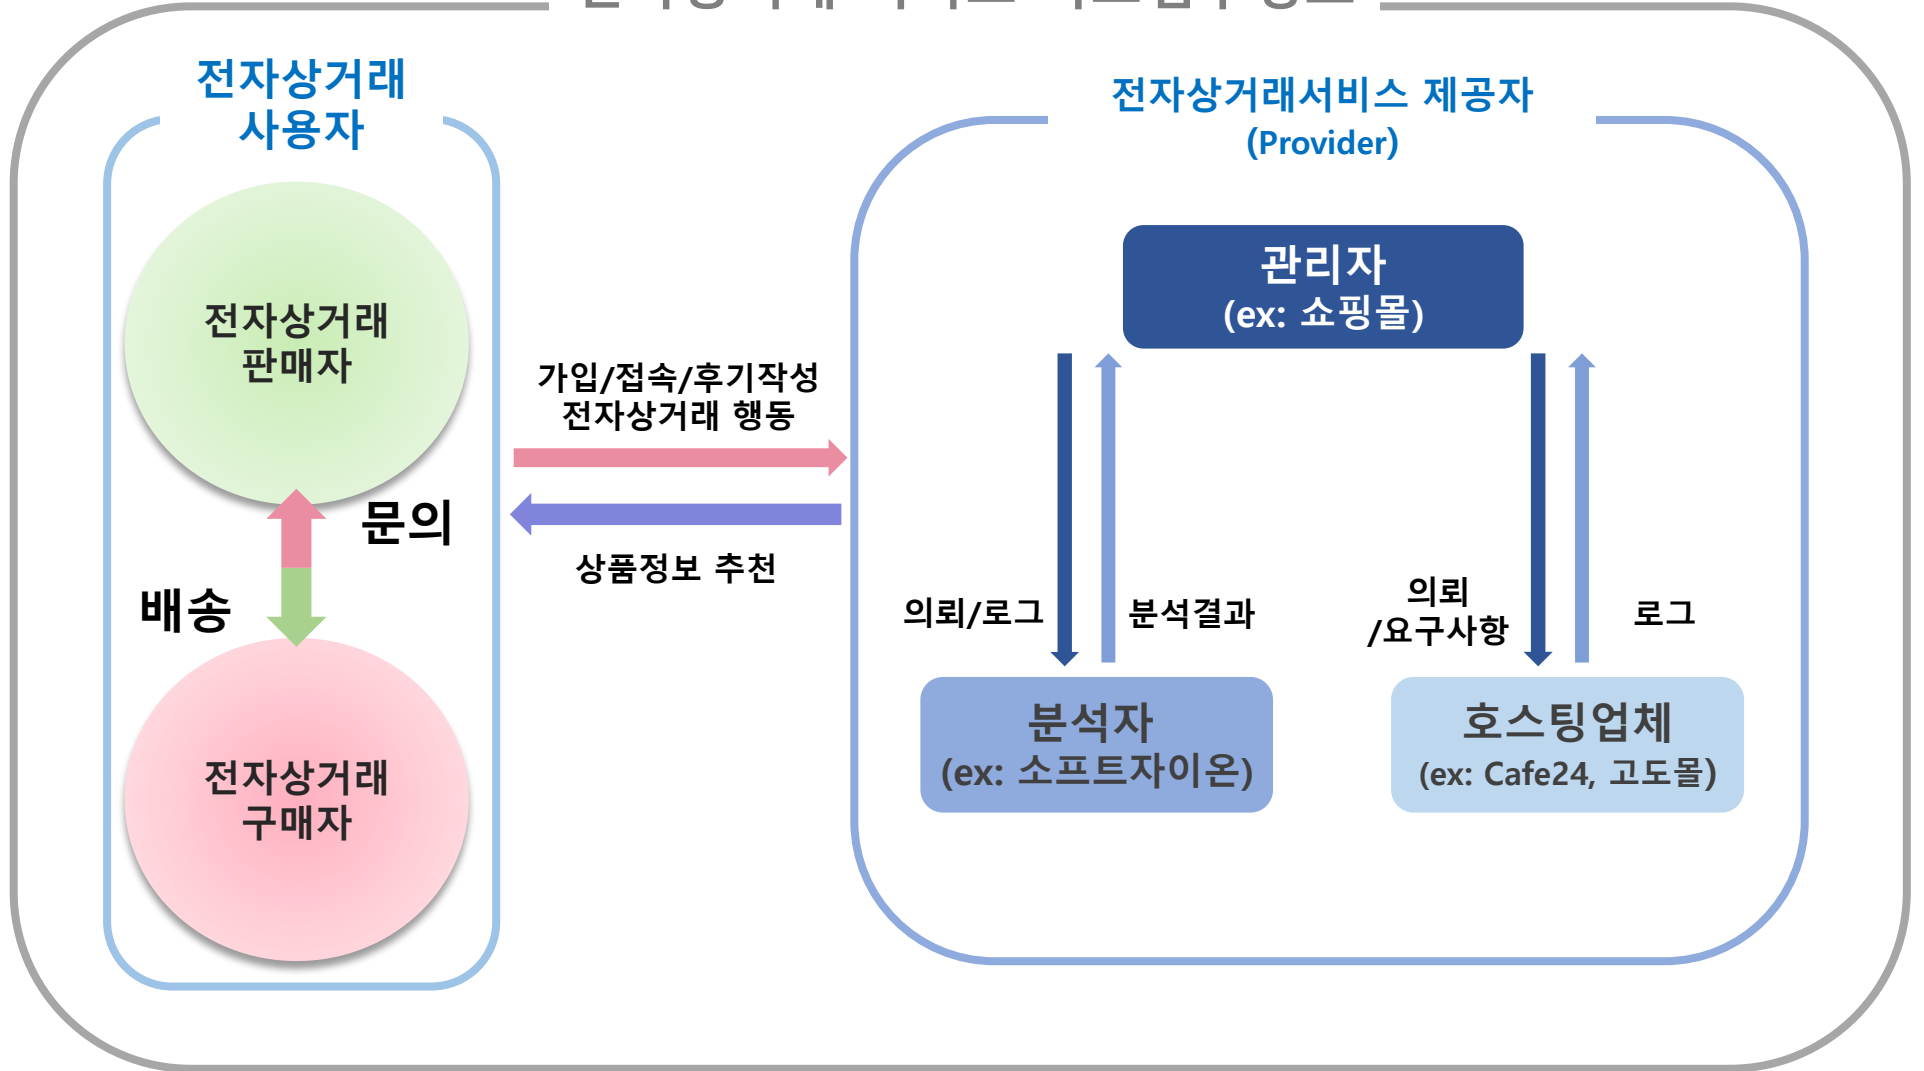 전자상거래
사용자
전자상거래
판매자
문의
배송
전자상거래
구매자
가입/접속/후기작성
전자상거래 행동
상품정보 추천
전자상거래서비스 제공자
(Provider)
관리자
(ex: 쇼핑몰)
의뢰/로그
분석결과
의뢰
/요구사항
로그
분석자
(ex: 소프트자이온)
호스팅업체
(ex: Cafe24, 고도몰)